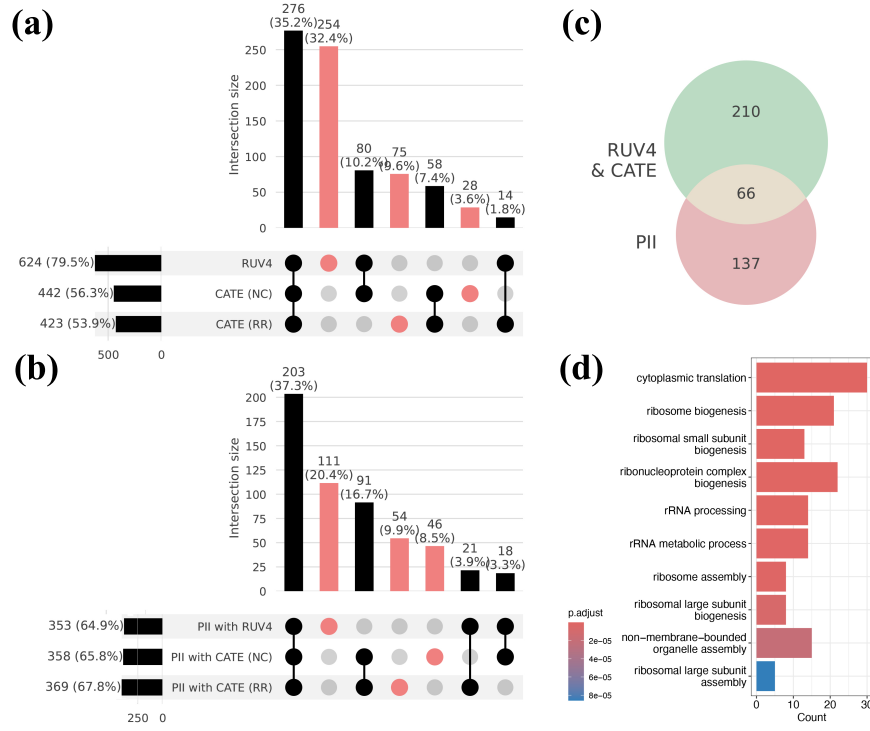 (a)
276
(35.2%)
254
(32.4%)
80
(10.2%)
75
(9.6%)
58
(7.4%)
28
(3.6%)
14
(1.8%)
Intersection size
250
200
150
100
50
0
624 (79.5%)
RUV4
442 (56.3%)
CATE (NC)
423 (53.9%)
CATE (RR)
500 0
(b)
203
(37.3%)
111
(20.4%)
91
(16.7%)
54
(9.9%)
46
(8.5%)
21
(3.9%)
18
(3.3%)
Intersection size
200
175
150
125
100
75
50
25
0
353 (64.9%)
PII with RUV4
358 (65.8%)
PII with CATE (NC)
369 (67.8%)
PII with CATE (RR)
250 0
(c)
210
RUV4
& CATE
66
PII
137
(d)
cytoplasmic translation
ribosome biogenesis
ribosomal small subunit
biogenesis
ribonucleoprotein complex
biogenesis
rRNA processing
rRNA metabolic process
ribosome assembly
ribosomal large subunit
biogenesis
non−membrane−bounded
organelle assembly
ribosomal large subunit
assembly
p.adjust
2e−05
4e−05
6e−05
8e−05
0 10 20 30
Count